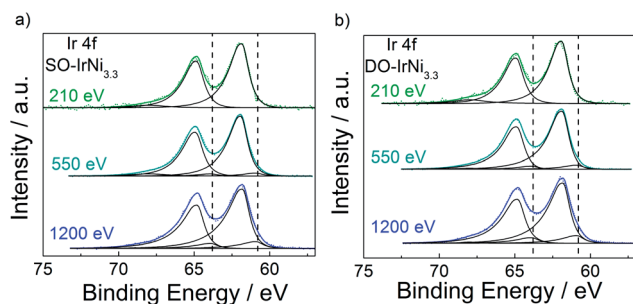 a)
Ir 4f
SO-IrNi3.3
210 eV
550 eV
1200 eV
Intensity / a.u.
75 70 65 60
Binding Energy / eV
b)
Ir 4f
DO-IrNi3.3
210 eV
550 eV
1200 eV
Intensity / a.u.
75 70 65 60
Binding Energy / eV